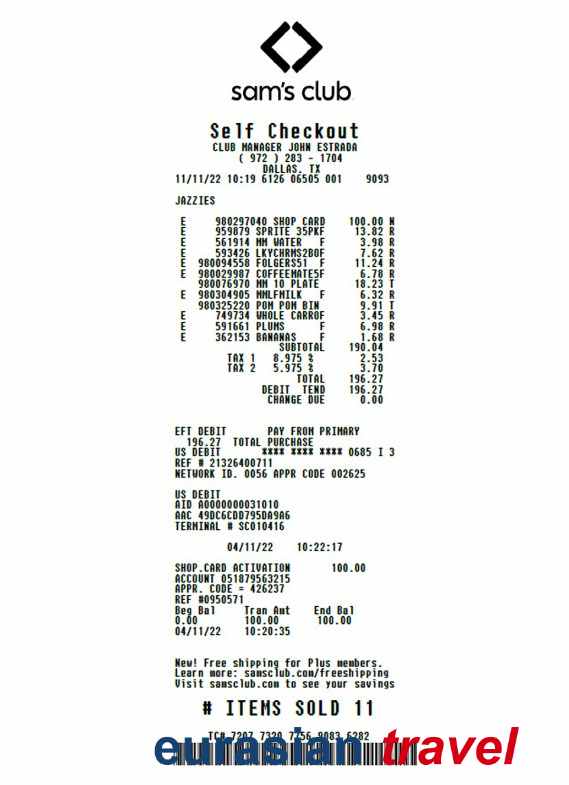 sam's club
Self Checkout
CLUB MANAGER JOHN ESTRADA
( 972 ) 283 - 1704
DALLAS, TX
11/11/22 10:19 6126 06505 001 9093
JAZZIES
E 980297040 SHOP CARD 100.00 N
E 959879 SPRITE 35PKF 13.82 R
E 561914 MM WATER F 3.98 R
E 593426 LKYCHRMS2BOF 7.62 R
E 980094558 FOLGERS51 F 11.24 R
E 980029987 COFFEEMATE5F 6.78 R
980076970 MM 10 PLATE 18.23 T
E 980304905 MMLFMILK F 6.32 R
980325220 POM POM BIN 9.91 T
E 749734 WHOLE CARROF 3.45 R
E 591661 PLUMS F 6.98 R
E 362153 BANANAS F 1.68 R
SUBTOTAL 190.04
TAX 1 8.975 % 2.53
TAX 2 5.975 % 3.70
TOTAL 196.27
DEBIT TEND 196.27
CHANGE DUE 0.00
EFT DEBIT PAY FROM PRIMARY
196.27 TOTAL PURCHASE
US DEBIT **** **** **** 0685 I 3
REF # 21326400711
NETWORK ID. 0056 APPR CODE 002625
US DEBIT
AID A0000000031010
AAC 49DC6CDD795DA9A6
TERMINAL # SC010416
04/11/22 10:22:17
SHOP.CARD ACTIVATION 100.00
ACCOUNT 051879563215
APPR. CODE = 426237
REF #0950571
Beg Bal Tran Amt End Bal
0.00 100.00 100.00
04/11/22 10:20:35
New! Free shipping for Plus members.
Learn more: samsclub.com/freeshipping
Visit samsclub.com to see your savings
# ITEMS SOLD 11
TC# 7207 7320 7756 9083 6282
eurasian travel